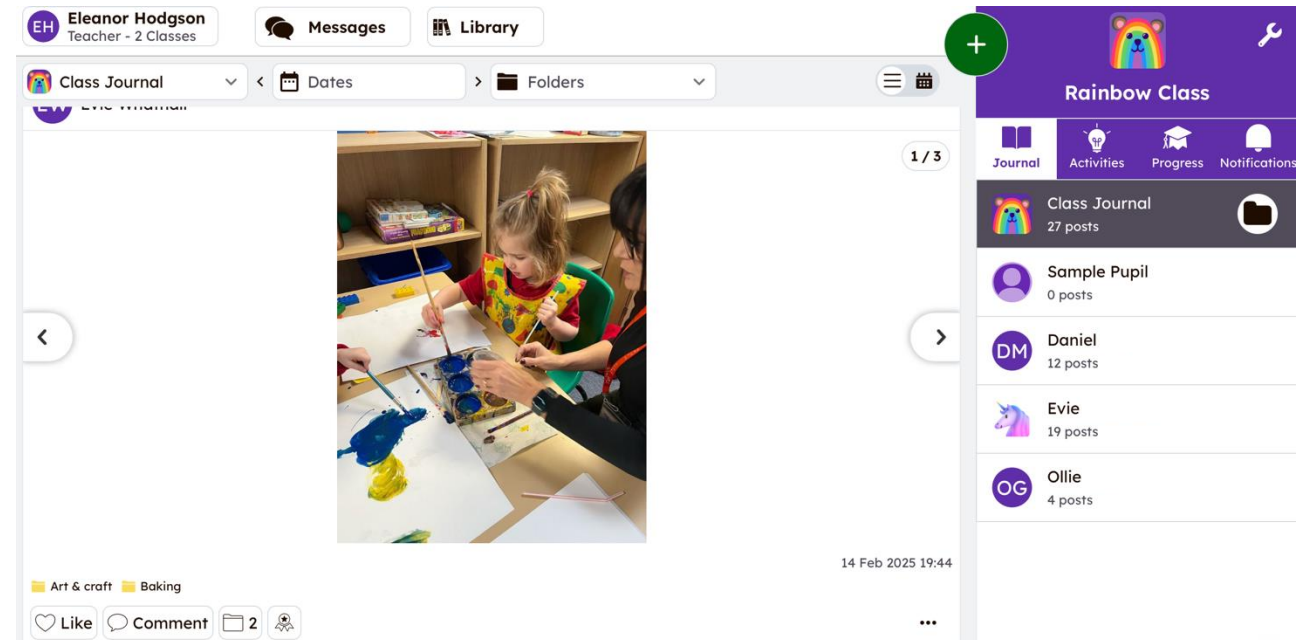 EH
Eleanor Hodgson
Teacher - 2 Classes
Messages
Library
+
Rainbow Class
Class Journal
Dates
Folders
Journal
Activities
Progress
Notifications
EW
1 / 3
Class Journal
27 posts
Sample Pupil
0 posts
DM
Daniel
12 posts
Evie
19 posts
OG
Ollie
4 posts
14 Feb 2025 19:44
Art & craft
Baking
Like
Comment
2